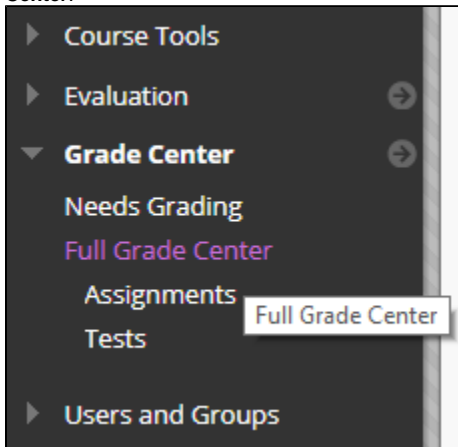 Course Tools
Evaluation
Grade Center
Needs Grading
Full Grade Center
Assignments
Full Grade Center
Tests
Users and Groups